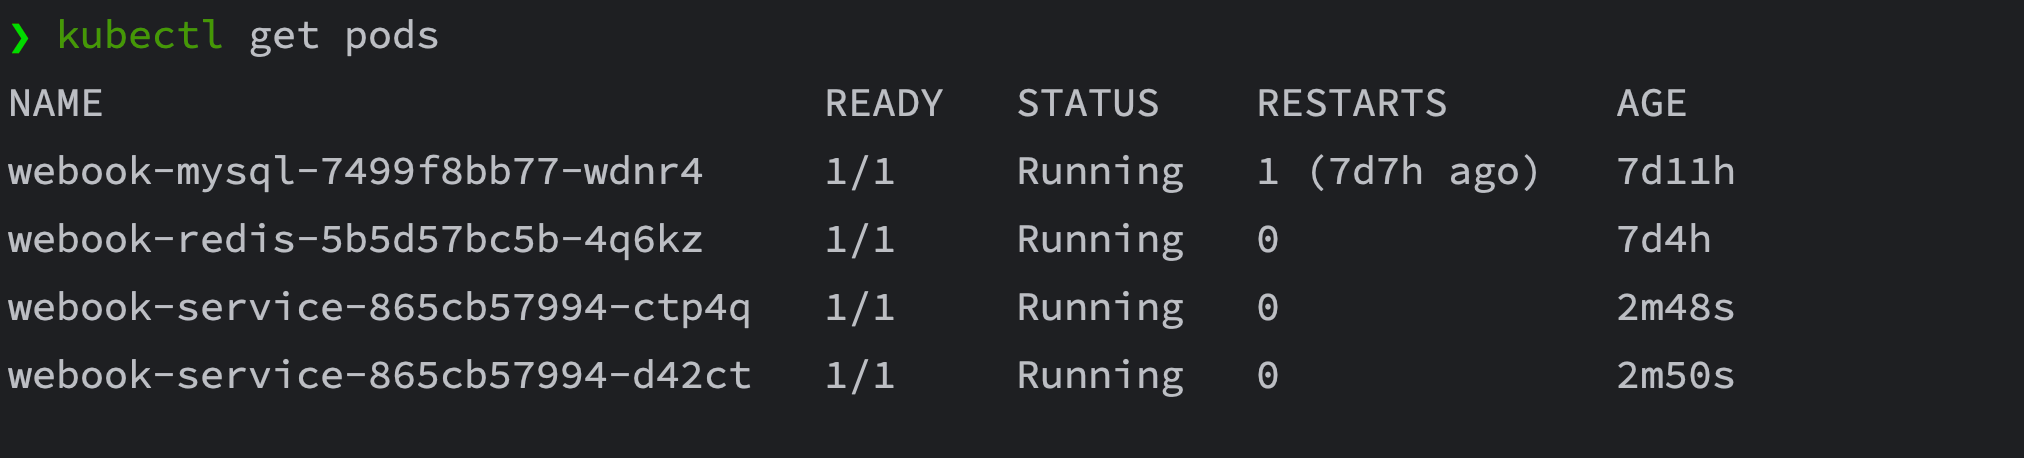 ❯ kubectl get pods
NAME READY STATUS RESTARTS AGE
webook-mysql-7499f8bb77-wdnr4 1/1 Running 1 (7d7h ago) 7d11h
webook-redis-5b5d57bc5b-4q6kz 1/1 Running 0 7d4h
webook-service-865cb57994-ctp4q 1/1 Running 0 2m48s
webook-service-865cb57994-d42ct 1/1 Running 0 2m50s